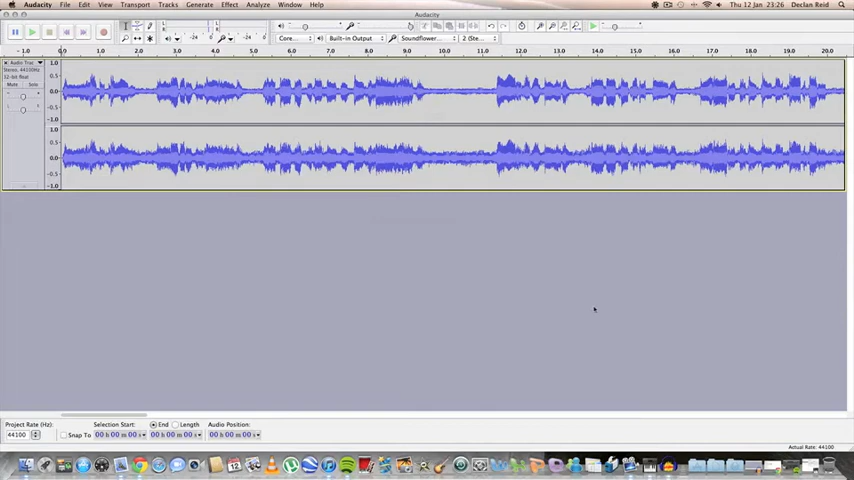 Audacity File Edit View Transport Tracks Generate Effect Analyze Window Help Thu 12 Jan 23:26 Declan Reid
Audacity
L
R
-24 0
L
R
-24 0
Core... Built-in Output Soundflower... 2 (Ste...
- 1.0 0.0 1.0 2.0 3.0 4.0 5.0 6.0 7.0 8.0 9.0 10.0 11.0 12.0 13.0 14.0 15.0 16.0 17.0 18.0 19.0 20.0
Audio Trac
Stereo, 44100Hz
32-bit float
Mute Solo
- +
L R
1.0
0.5
0.0
-0.5
-1.0
1.0
0.5
0.0
-0.5
-1.0
Project Rate (Hz): Selection Start: End Length Audio Position:
44100 Snap To 00 h 00 m 00 s 00 h 00 m 00 s 00 h 00 m 00 s
Actual Rate: 44100
12